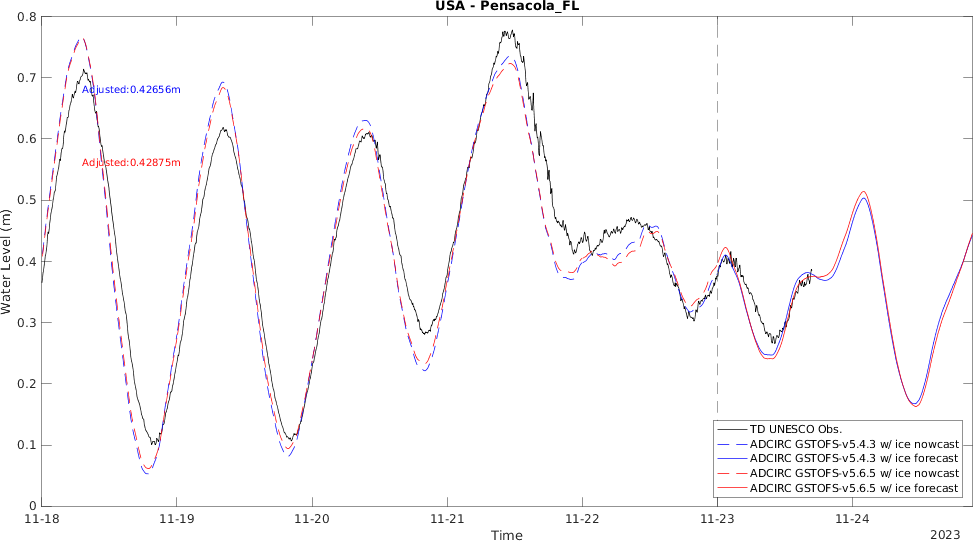 USA - Pensacola_FL
0.8
0.7
0.6
0.5
0.4
0.3
0.2
0.1
0
Water Level (m)
Adjusted:0.42656m
Adjusted:0.42875m
TD UNESCO Obs.
ADCIRC GSTOFS-v5.4.3 w/ ice nowcast
ADCIRC GSTOFS-v5.4.3 w/ ice forecast
ADCIRC GSTOFS-v5.6.5 w/ ice nowcast
ADCIRC GSTOFS-v5.6.5 w/ ice forecast
11-18 11-19 11-20 11-21 11-22 11-23 11-24
Time
2023